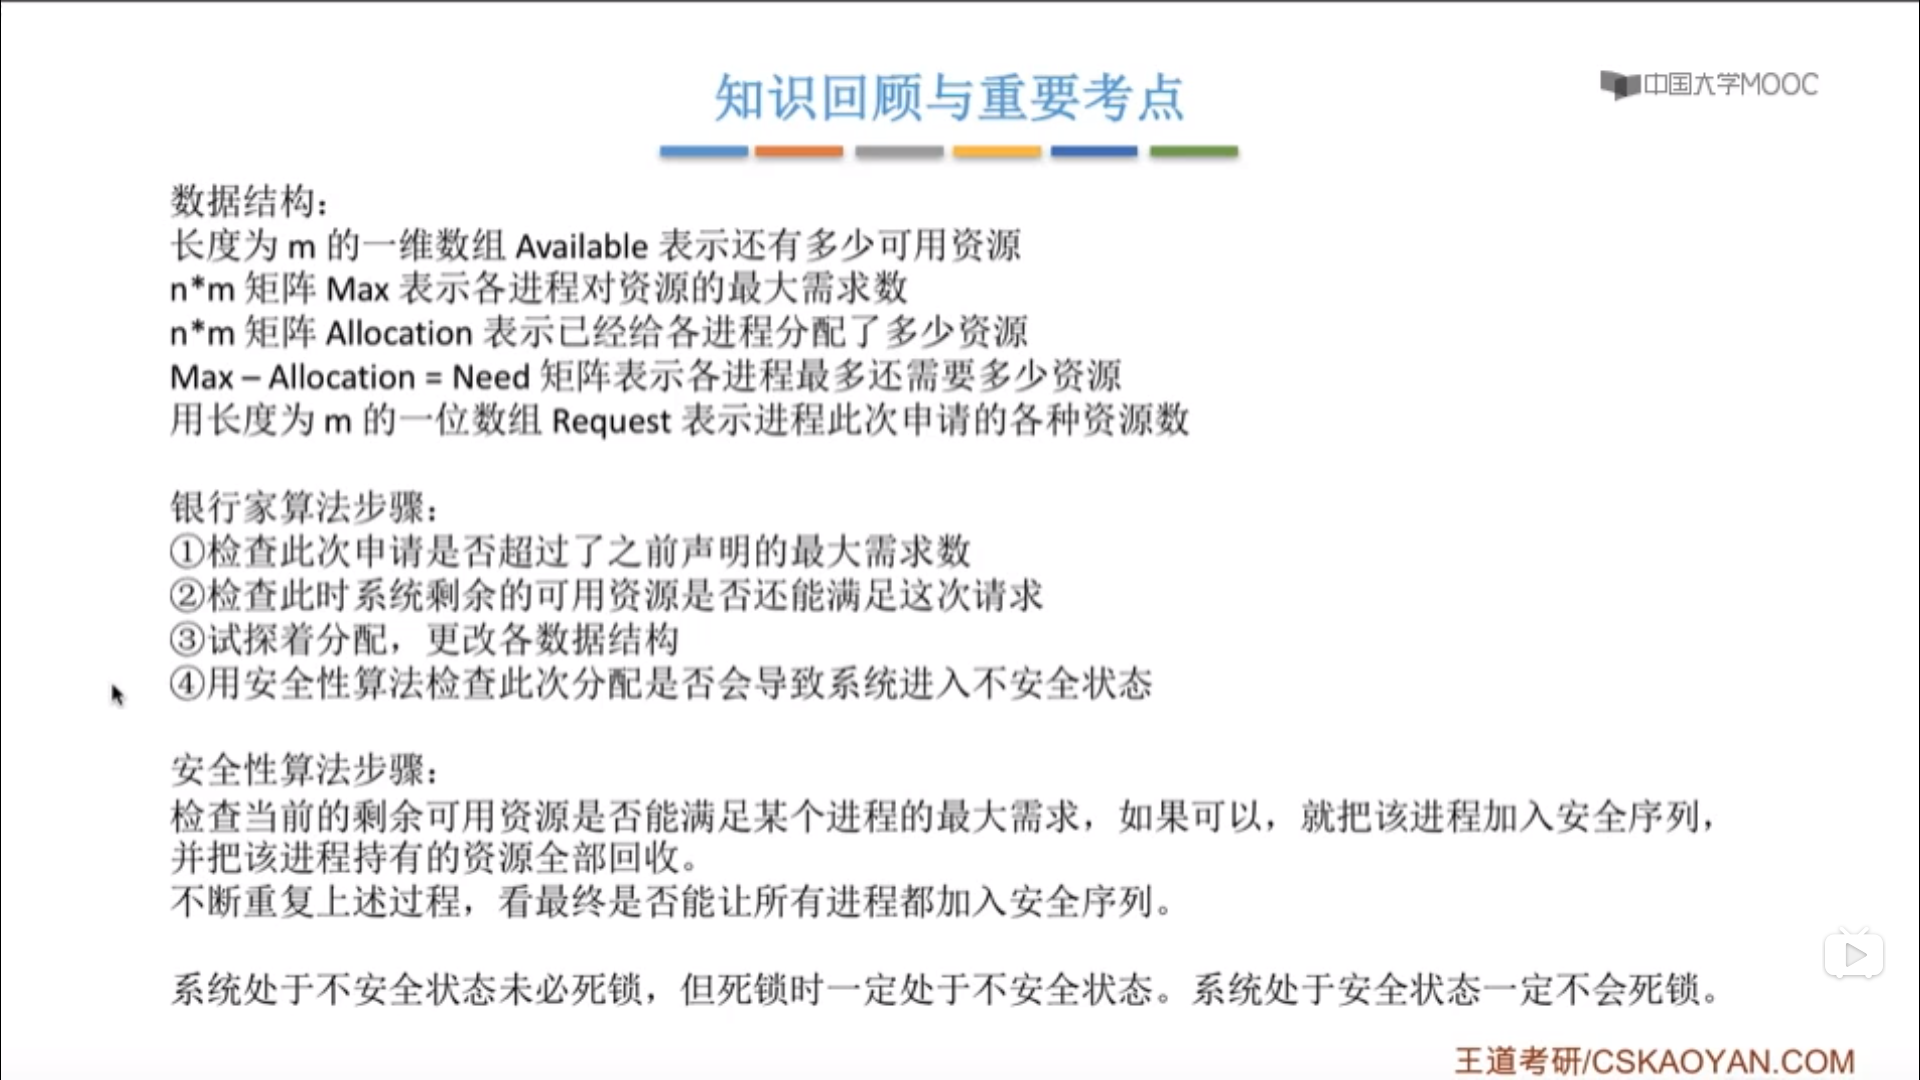 知识回顾与重要考点
中国大学MOOC
数据结构：
长度为 m 的一维数组 Available 表示还有多少可用资源
n*m 矩阵 Max 表示各进程对资源的最大需求数
n*m 矩阵 Allocation 表示已经给各进程分配了多少资源
Max – Allocation = Need 矩阵表示各进程最多还需要多少资源
用长度为 m 的一位数组 Request 表示进程此次申请的各种资源数
银行家算法步骤：
①检查此次申请是否超过了之前声明的最大需求数
②检查此时系统剩余的可用资源是否还能满足这次请求
③试探着分配，更改各数据结构
④用安全性算法检查此次分配是否会导致系统进入不安全状态
安全性算法步骤：
检查当前的剩余可用资源是否能满足某个进程的最大需求，如果可以，就把该进程加入安全序列，
并把该进程持有的资源全部回收。
不断重复上述过程，看最终是否能让所有进程都加入安全序列。
系统处于不安全状态未必死锁，但死锁时一定处于不安全状态。系统处于安全状态一定不会死锁。
王道考研/CSKAOYAN.COM